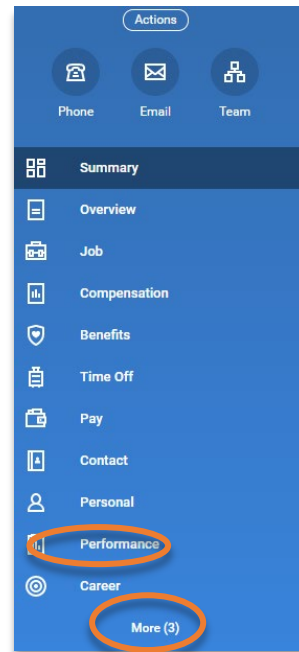 Actions
Phone Email Team
Summary
Overview
Job
Compensation
Benefits
Time Off
Pay
Contact
Personal
Performance
Career
More (3)